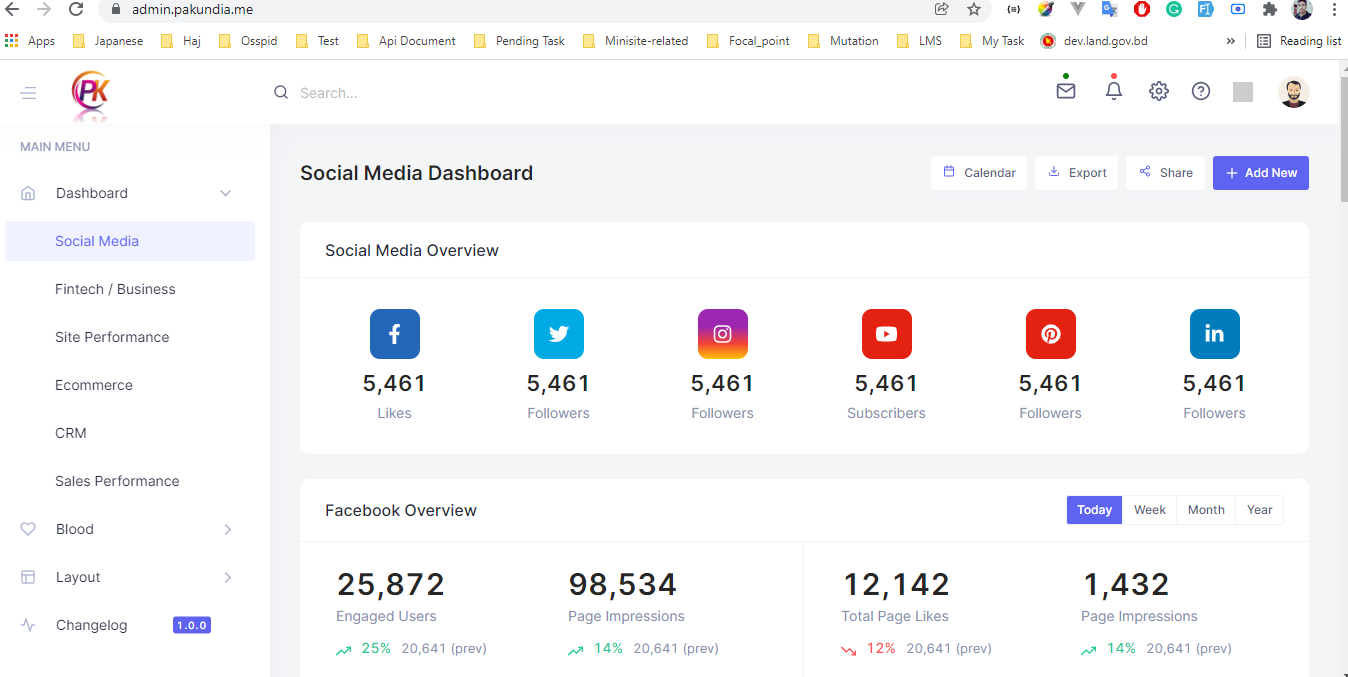 admin.pakundia.me
Apps Japanese Haj Osspid Test Api Document Pending Task Minisite-related Focal_point Mutation LMS My Task dev.land.gov.bd » Reading list
PK Search...
MAIN MENU
Dashboard
Social Media
Fintech / Business
Site Performance
Ecommerce
CRM
Sales Performance
Blood
Layout
Changelog 1.0.0
Social Media Dashboard
Calendar Export Share + Add New
Social Media Overview
5,461 5,461 5,461 5,461 5,461 5,461
Likes Followers Followers Subscribers Followers Followers
Facebook Overview
Today Week Month Year
25,872 98,534 12,142 1,432
Engaged Users Page Impressions Total Page Likes Page Impressions
25% 20,641 (prev) 14% 20,641 (prev) 12% 20,641 (prev) 14% 20,641 (prev)